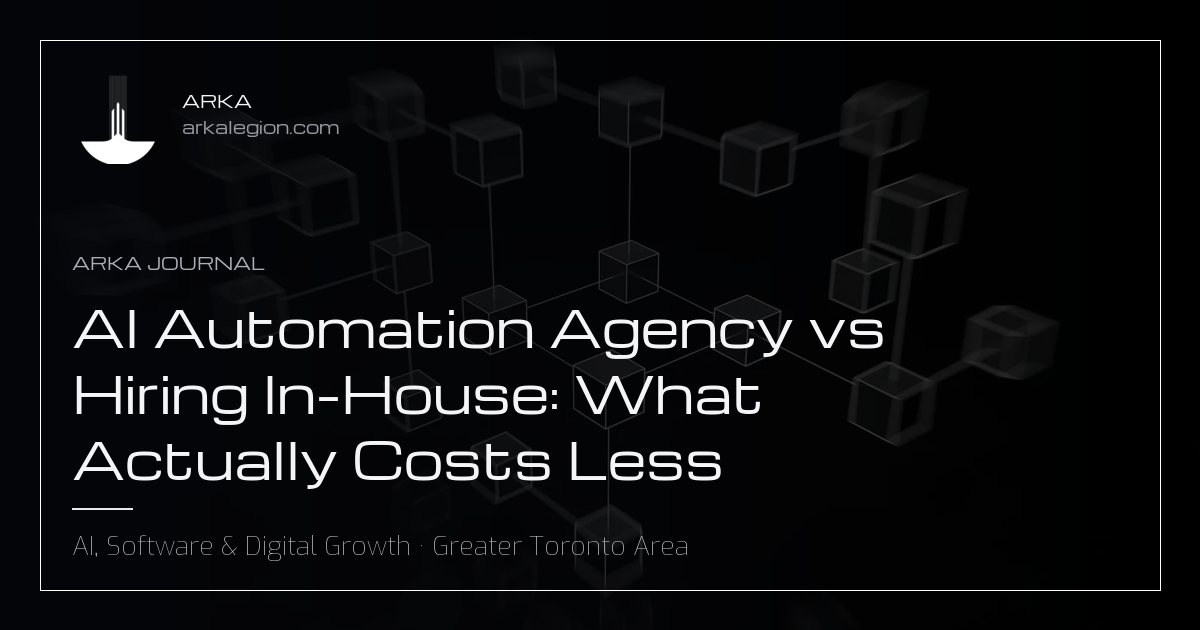 ARKA
arkalegion.com
ARKA JOURNAL
AI Automation Agency vs
Hiring In-House: What
Actually Costs Less
AI, Software & Digital Growth · Greater Toronto Area